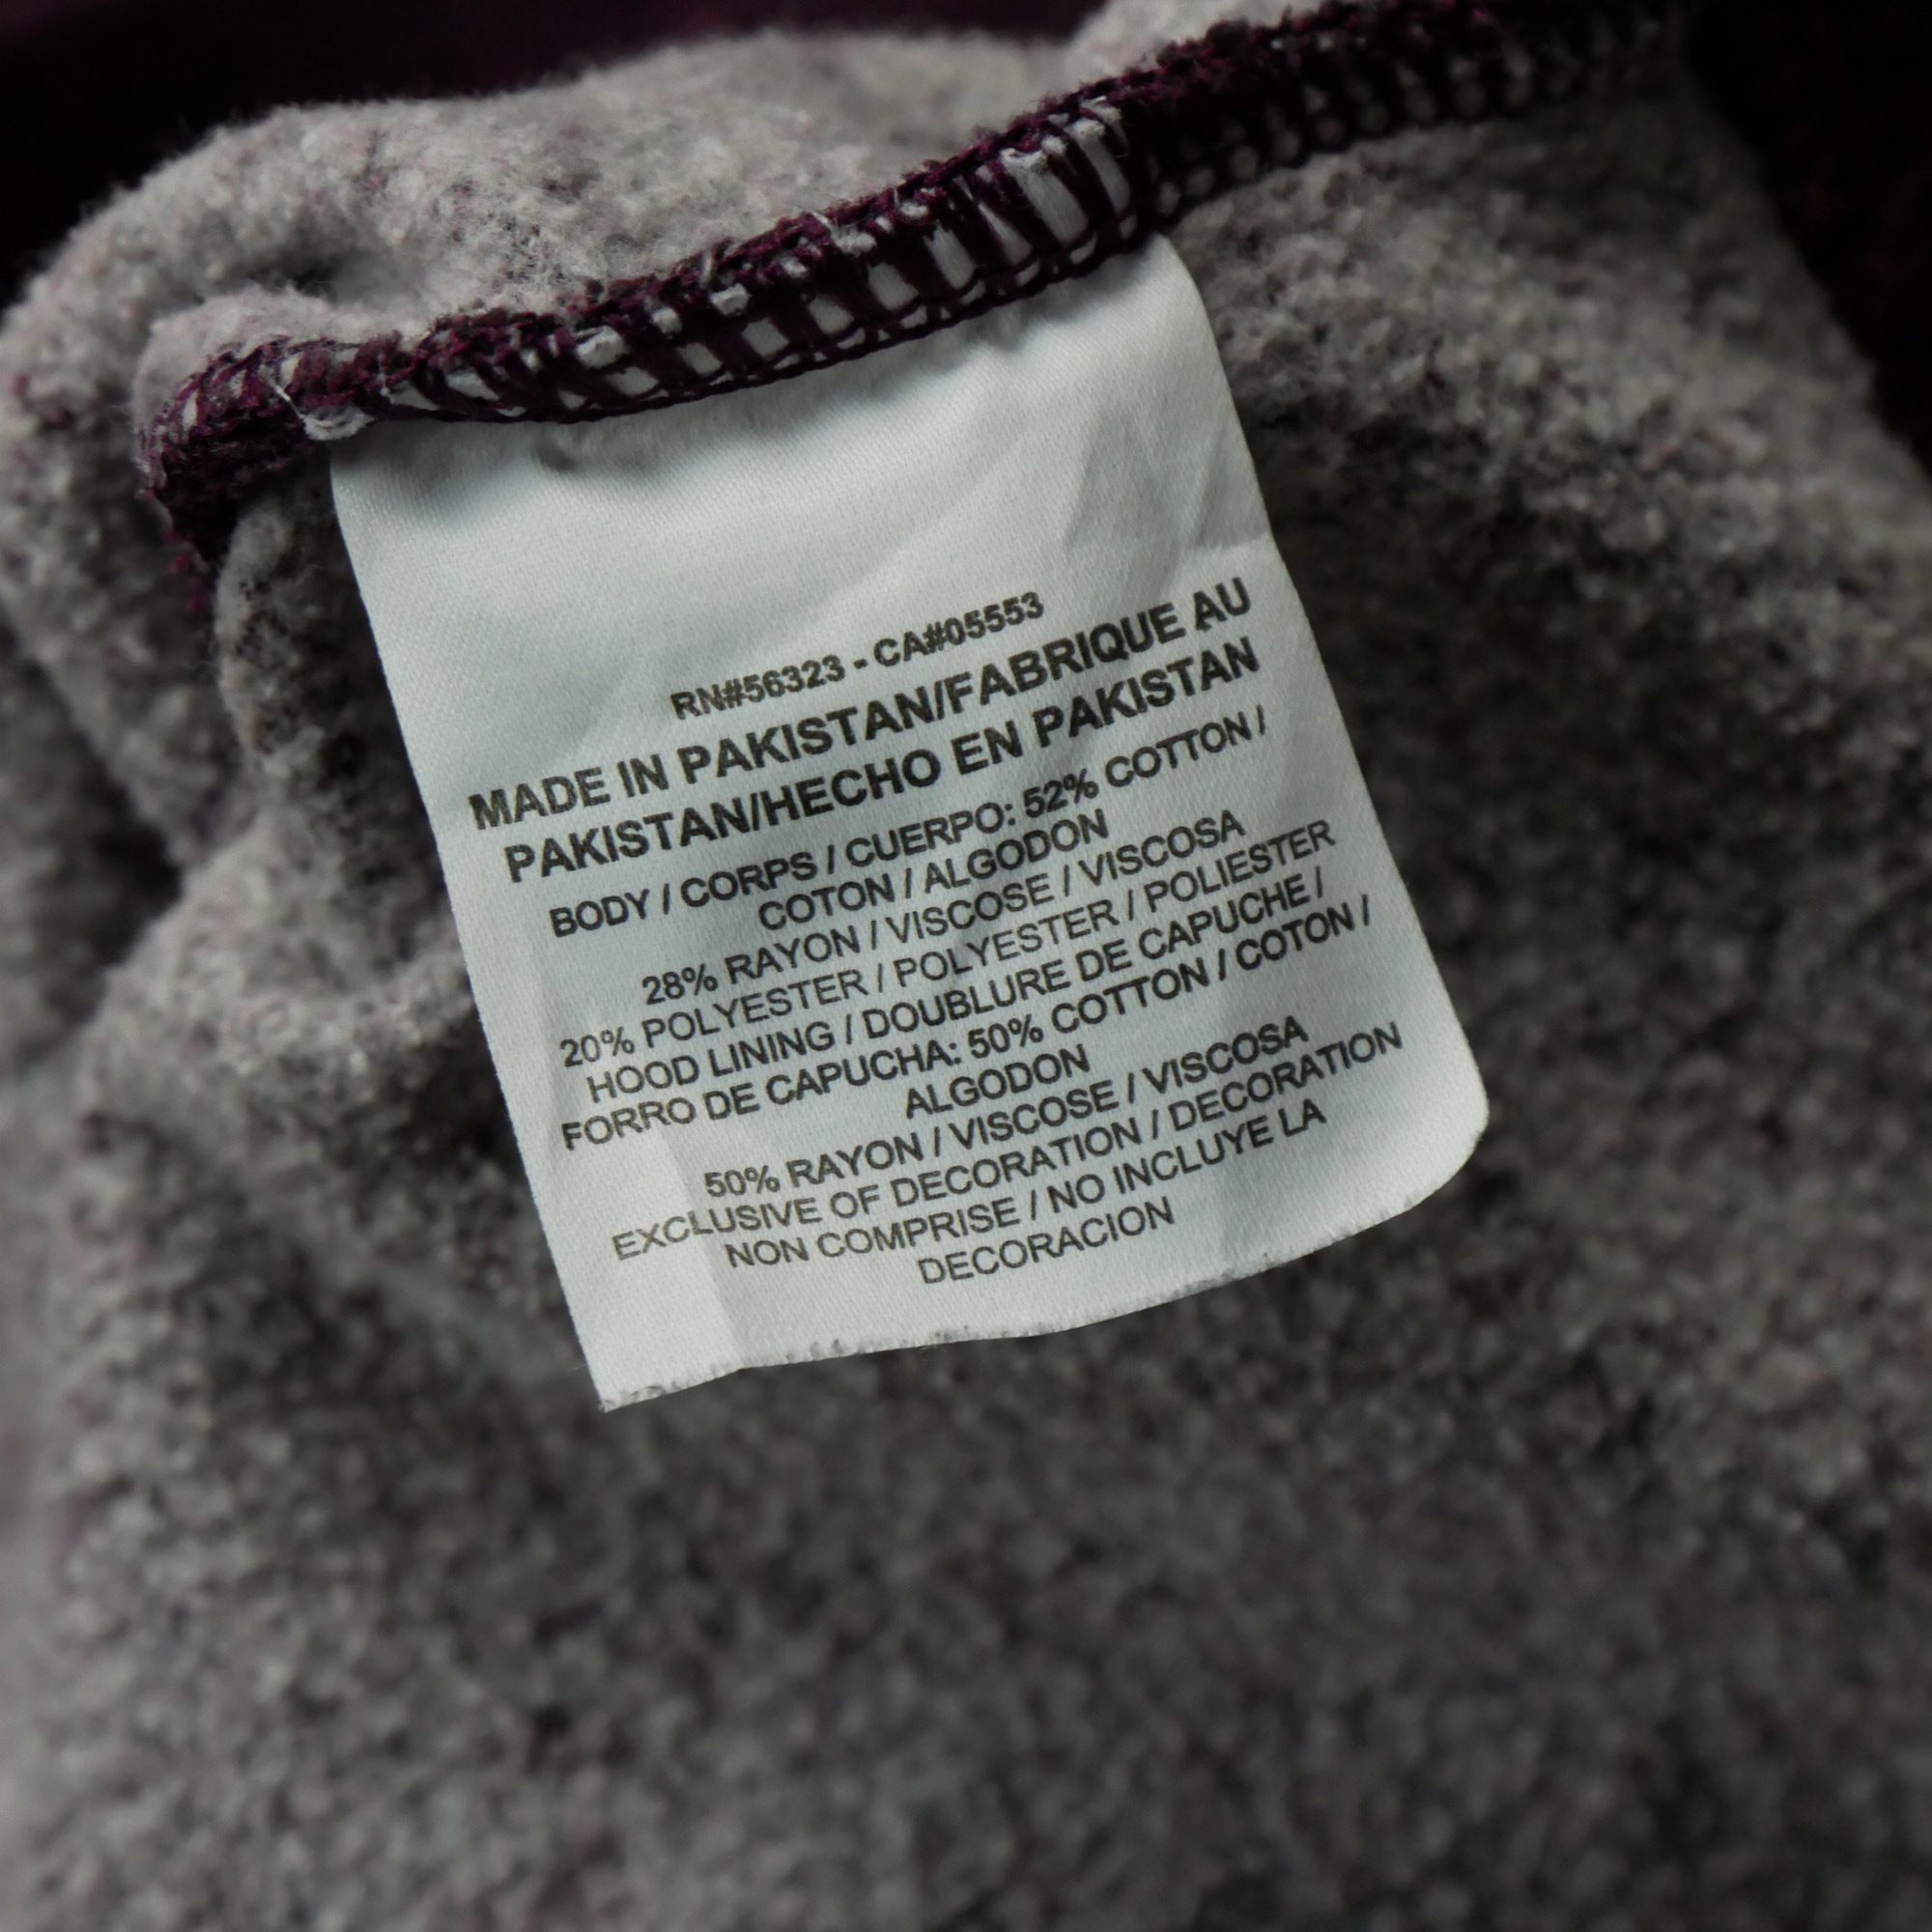 RN#56323 - CA#05553
MADE IN PAKISTAN/FABRIQUE AU
PAKISTAN/HECHO EN PAKISTAN
BODY / CORPS / CUERPO: 52% COTTON /
COTON / ALGODON
28% RAYON / VISCOSE / VISCOSA
20% POLYESTER / POLYESTER / POLIESTER
HOOD LINING / DOUBLURE DE CAPUCHE /
FORRO DE CAPUCHA: 50% COTTON / COTON /
ALGODON
50% RAYON / VISCOSE / VISCOSA
EXCLUSIVE OF DECORATION / DECORATION
NON COMPRISE / NO INCLUYE LA
DECORACION